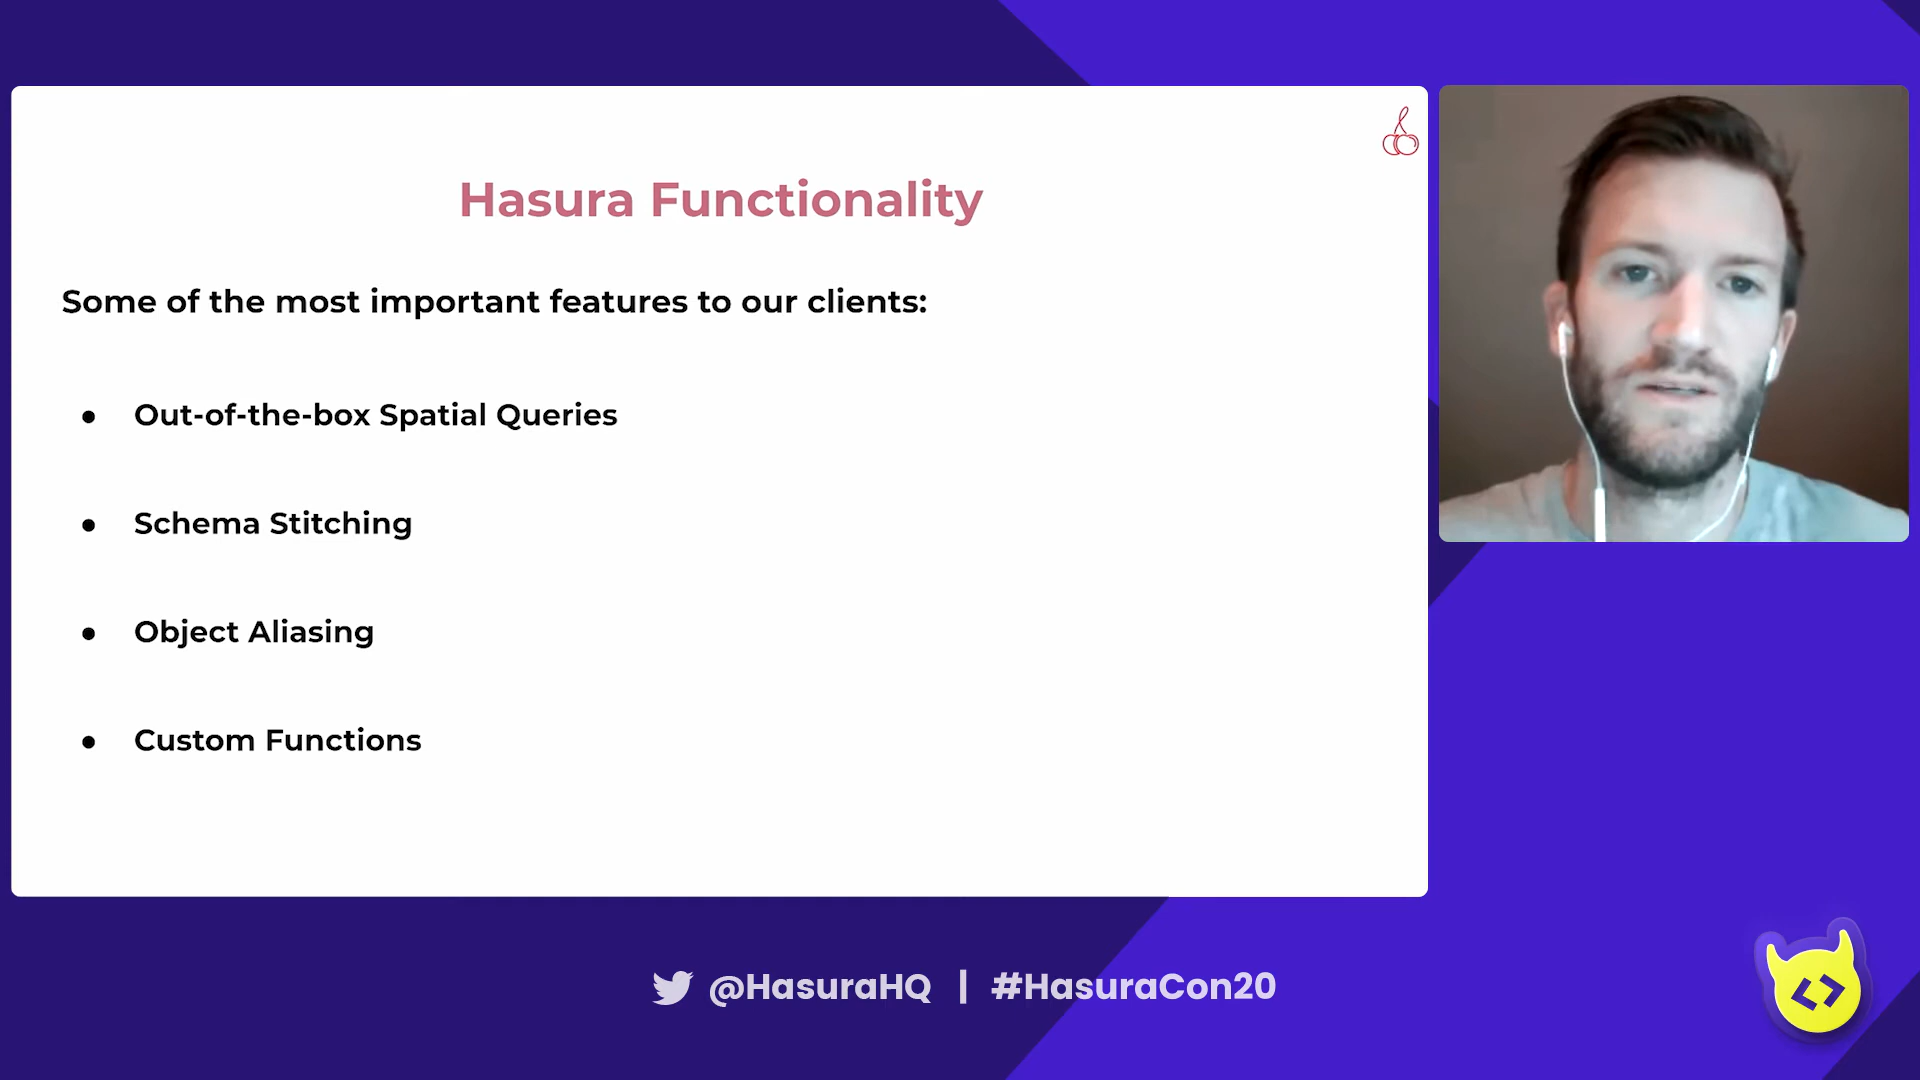 Hasura Functionality
Some of the most important features to our clients:
● Out-of-the-box Spatial Queries
● Schema Stitching
● Object Aliasing
● Custom Functions
@HasuraHQ | #HasuraCon20